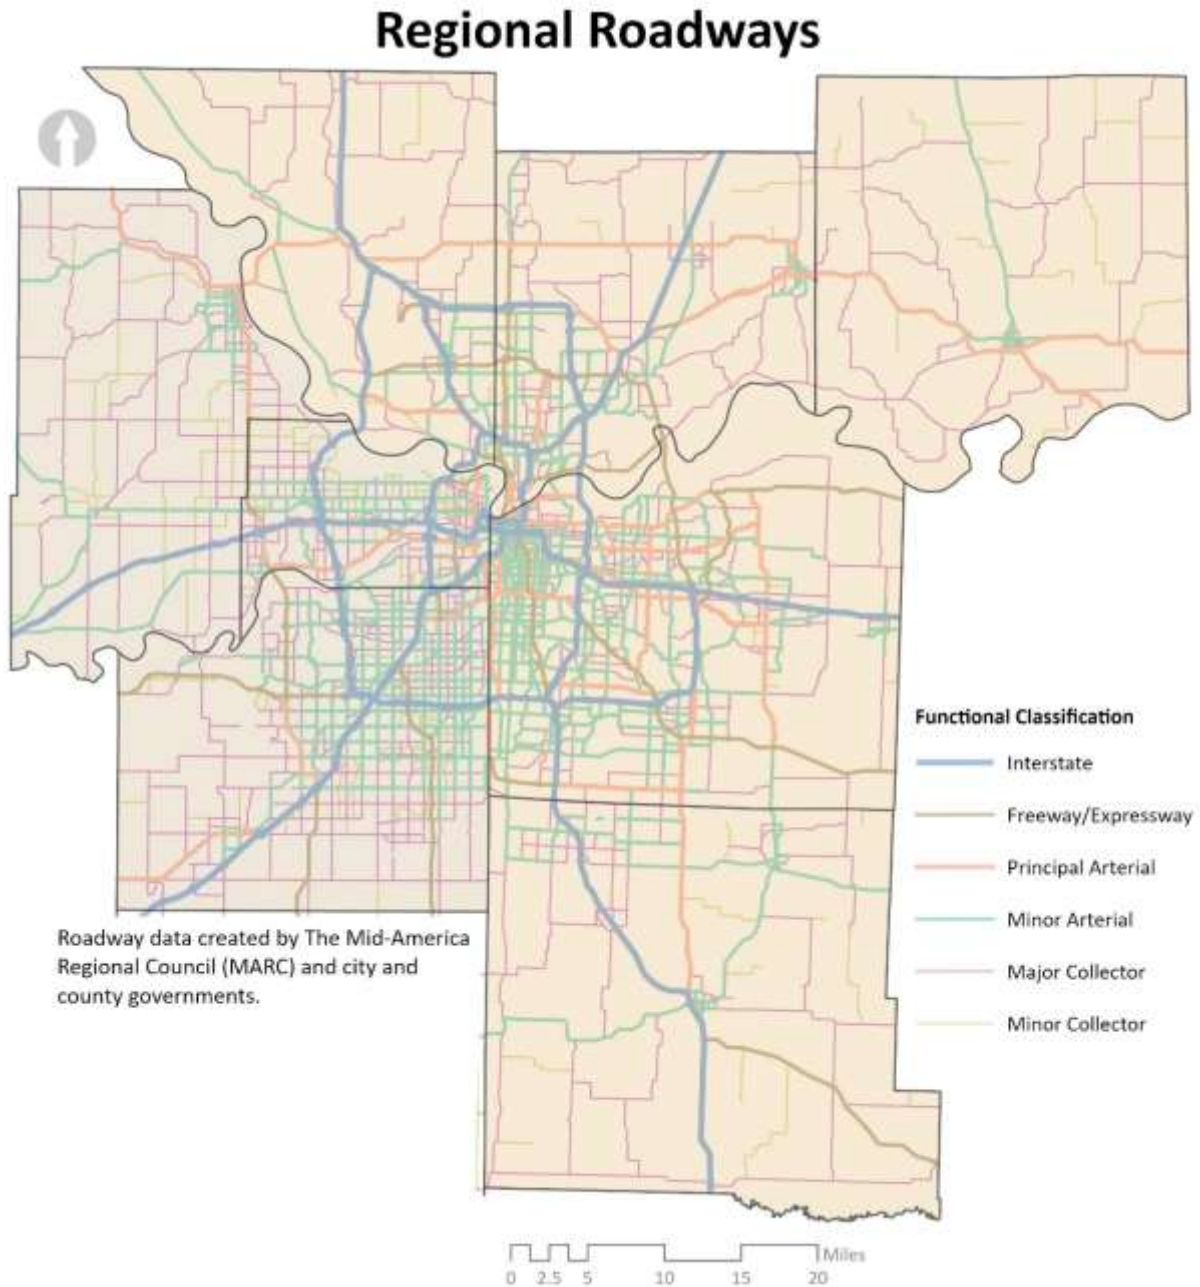 Regional Roadways
Functional Classification
Interstate
Freeway/Expressway
Principal Arterial
Minor Arterial
Major Collector
Minor Collector
Roadway data created by The Mid-America
Regional Council (MARC) and city and
county governments.
Miles
0 2.5 5 10 15 20